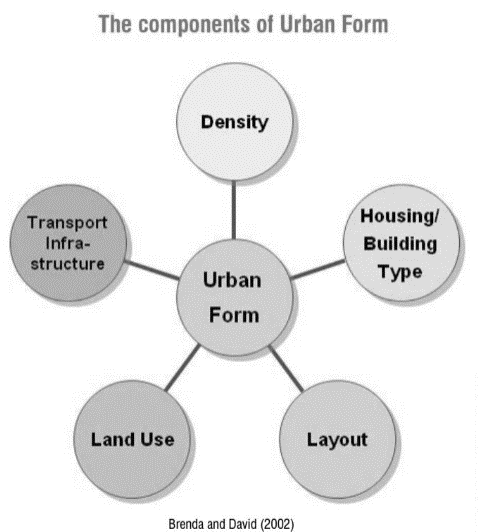 The components of Urban Form
Density
Transport
Infra-
structure
Housing/
Building
Type
Urban
Form
Land Use
Layout
Brenda and David (2002)